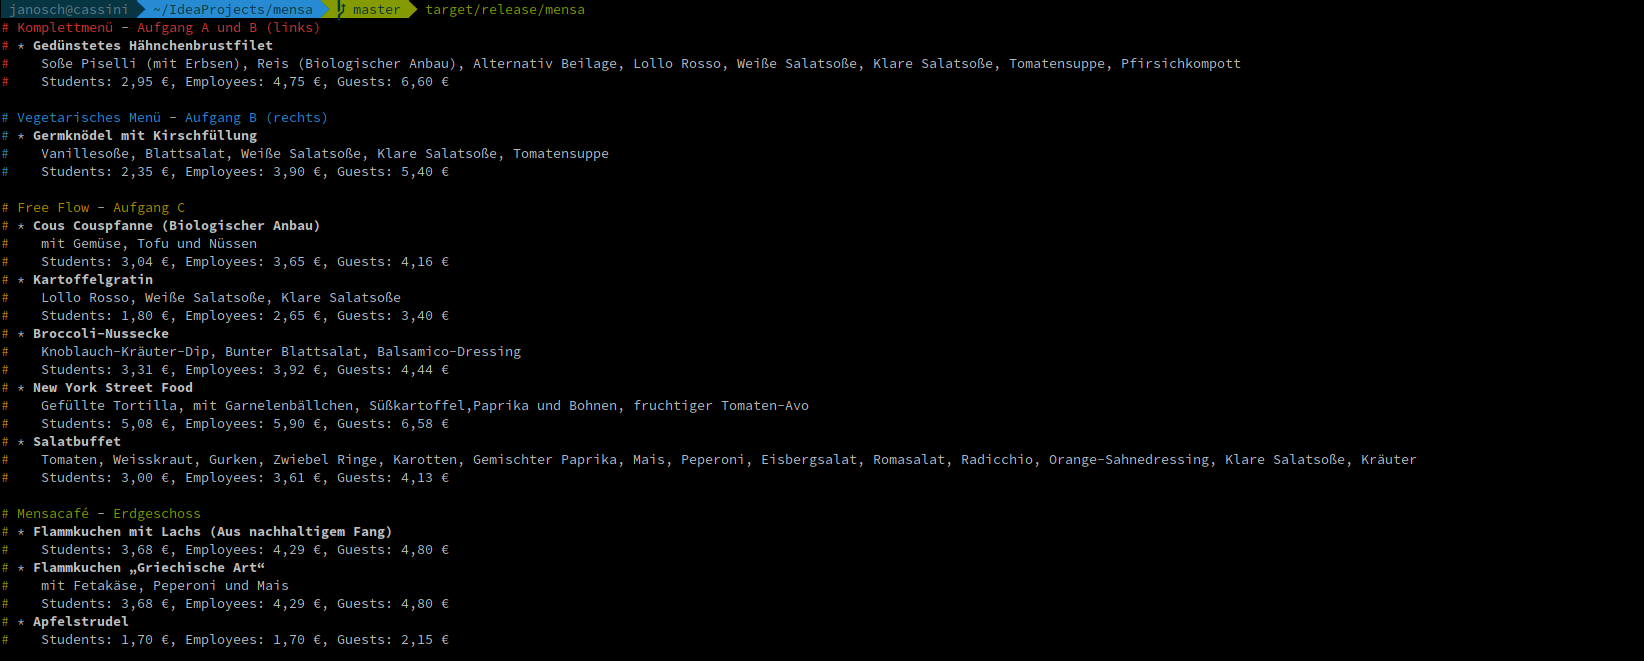 janosch@cassini ~/IdeaProjects/mensa master target/release/mensa
# Komplettmenü - Aufgang A und B (links)
# * Gedünstetes Hähnchenbrustfilet
#    Soße Piselli (mit Erbsen), Reis (Biologischer Anbau), Alternativ Beilage, Lollo Rosso, Weiße Salatsoße, Klare Salatsoße, Tomatensuppe, Pfirsichkompott
#    Students: 2,95 €, Employees: 4,75 €, Guests: 6,60 €
# Vegetarisches Menü - Aufgang B (rechts)
# * Germknödel mit Kirschfüllung
#    Vanillesoße, Blattsalat, Weiße Salatsoße, Klare Salatsoße, Tomatensuppe
#    Students: 2,35 €, Employees: 3,90 €, Guests: 5,40 €
# Free Flow - Aufgang C
# * Cous Couspfanne (Biologischer Anbau)
#    mit Gemüse, Tofu und Nüssen
#    Students: 3,04 €, Employees: 3,65 €, Guests: 4,16 €
# * Kartoffelgratin
#    Lollo Rosso, Weiße Salatsoße, Klare Salatsoße
#    Students: 1,80 €, Employees: 2,65 €, Guests: 3,40 €
# * Broccoli-Nussecke
#    Knoblauch-Kräuter-Dip, Bunter Blattsalat, Balsamico-Dressing
#    Students: 3,31 €, Employees: 3,92 €, Guests: 4,44 €
# * New York Street Food
#    Gefüllte Tortilla, mit Garnelenbällchen, Süßkartoffel,Paprika und Bohnen, fruchtiger Tomaten-Avo
#    Students: 5,08 €, Employees: 5,90 €, Guests: 6,58 €
# * Salatbuffet
#    Tomaten, Weisskraut, Gurken, Zwiebel Ringe, Karotten, Gemischter Paprika, Mais, Peperoni, Eisbergsalat, Romasalat, Radicchio, Orange-Sahnedressing, Klare Salatsoße, Kräuter
#    Students: 3,00 €, Employees: 3,61 €, Guests: 4,13 €
# Mensacafé - Erdgeschoss
# * Flammkuchen mit Lachs (Aus nachhaltigem Fang)
#    Students: 3,68 €, Employees: 4,29 €, Guests: 4,80 €
# * Flammkuchen „Griechische Art“
#    mit Fetakäse, Peperoni und Mais
#    Students: 3,68 €, Employees: 4,29 €, Guests: 4,80 €
# * Apfelstrudel
#    Students: 1,70 €, Employees: 1,70 €, Guests: 2,15 €